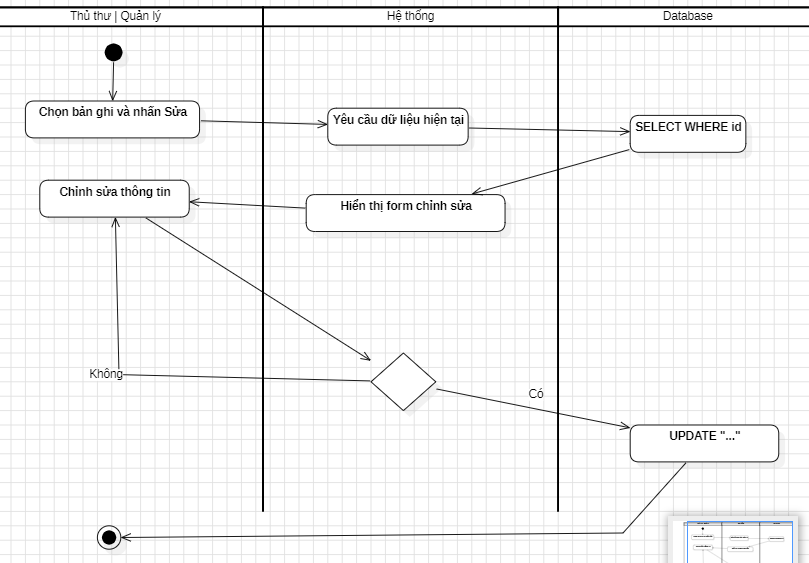 Thủ thư | Quản lý
Hệ thống
Database
Chọn bản ghi và nhấn Sửa
Yêu cầu dữ liệu hiện tại
SELECT WHERE id
Chỉnh sửa thông tin
Hiển thị form chỉnh sửa
Không
Có
UPDATE "..."